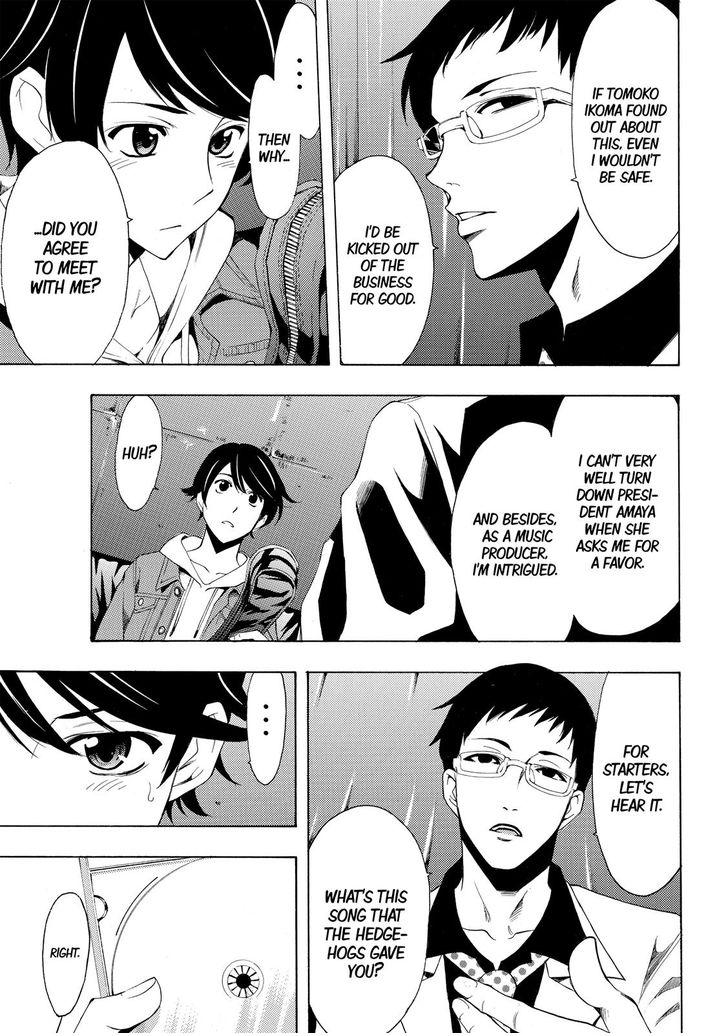 IF TOMOKO
IKOMA FOUND
OUT ABOUT
THIS, EVEN
I WOULDN'T
BE SAFE.
I'D BE
KICKED OUT
OF THE
BUSINESS
FOR GOOD.
...
THEN
WHY...
...DID YOU
AGREE
TO MEET
WITH ME?
I CAN'T VERY
WELL TURN
DOWN PRESI-
DENT AMAYA
WHEN SHE
ASKS ME FOR
A FAVOR.
AND BESIDES,
AS A MUSIC
PRODUCER,
I'M INTRIGUED.
HUH?
FOR
STARTERS,
LET'S
HEAR IT.
WHAT'S THIS
SONG THAT
THE HEDGE-
HOGS GAVE
YOU?
...
RIGHT.